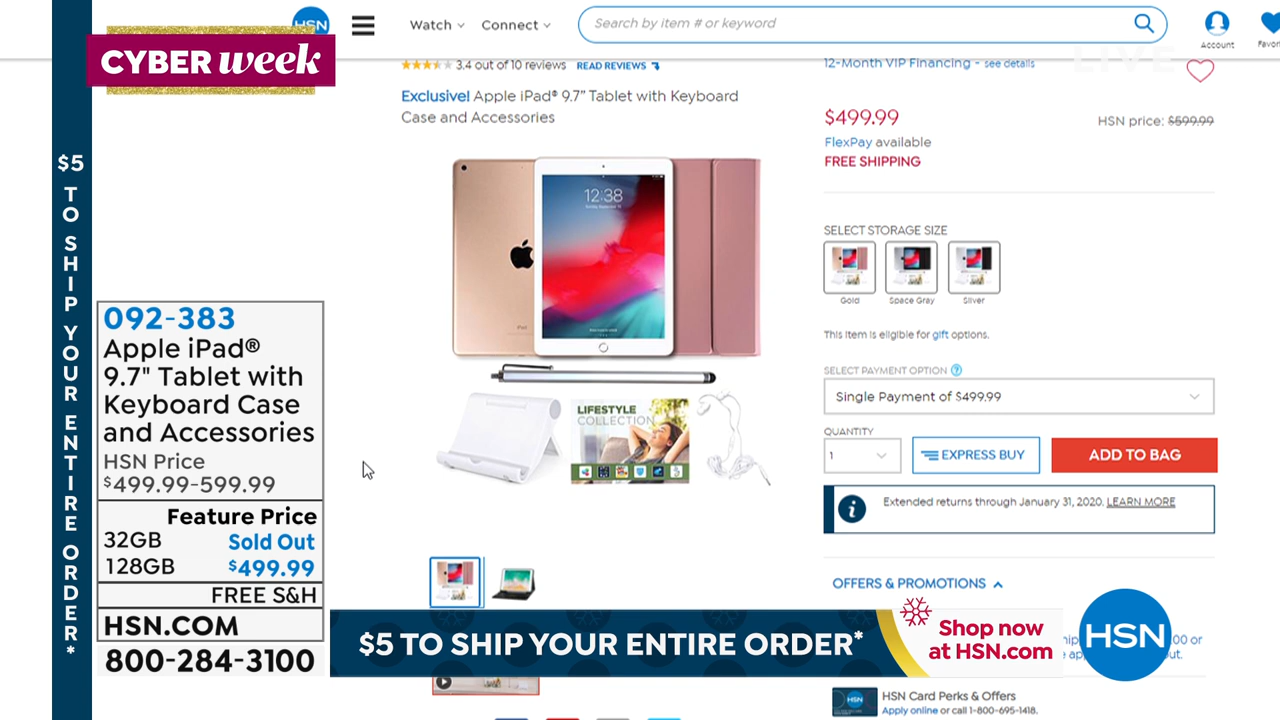 HSN
CYBER week
$5 TO SHIP YOUR ENTIRE ORDER*
092-383
Apple iPad®
9.7" Tablet with
Keyboard Case
and Accessories
HSN Price
$499.99-599.99
Feature Price
32GB Sold Out
128GB $499.99
FREE S&H
HSN.COM
800-284-3100
Watch
Connect
Search by item # or keyword
Account
LIVE
3.4 out of 10 reviews READ REVIEWS
Exclusive! Apple iPad® 9.7” Tablet with Keyboard
Case and Accessories
12:38
iPad
LIFESTYLE
COLLECTION
12-Month VIP Financing - see details
$499.99
HSN price: $599.99
FlexPay available
FREE SHIPPING
SELECT STORAGE SIZE
Gold
Space Gray
Silver
This item is eligible for gift options.
SELECT PAYMENT OPTION ?
Single Payment of $499.99
QUANTITY
1
EXPRESS BUY
ADD TO BAG
Extended returns through January 31, 2020. LEARN MORE
OFFERS & PROMOTIONS
$5 TO SHIP YOUR ENTIRE ORDER*
Shop now
at HSN.com
HSN
HSN
HSN Card Perks & Offers
Apply online or call 1-800-695-1418.